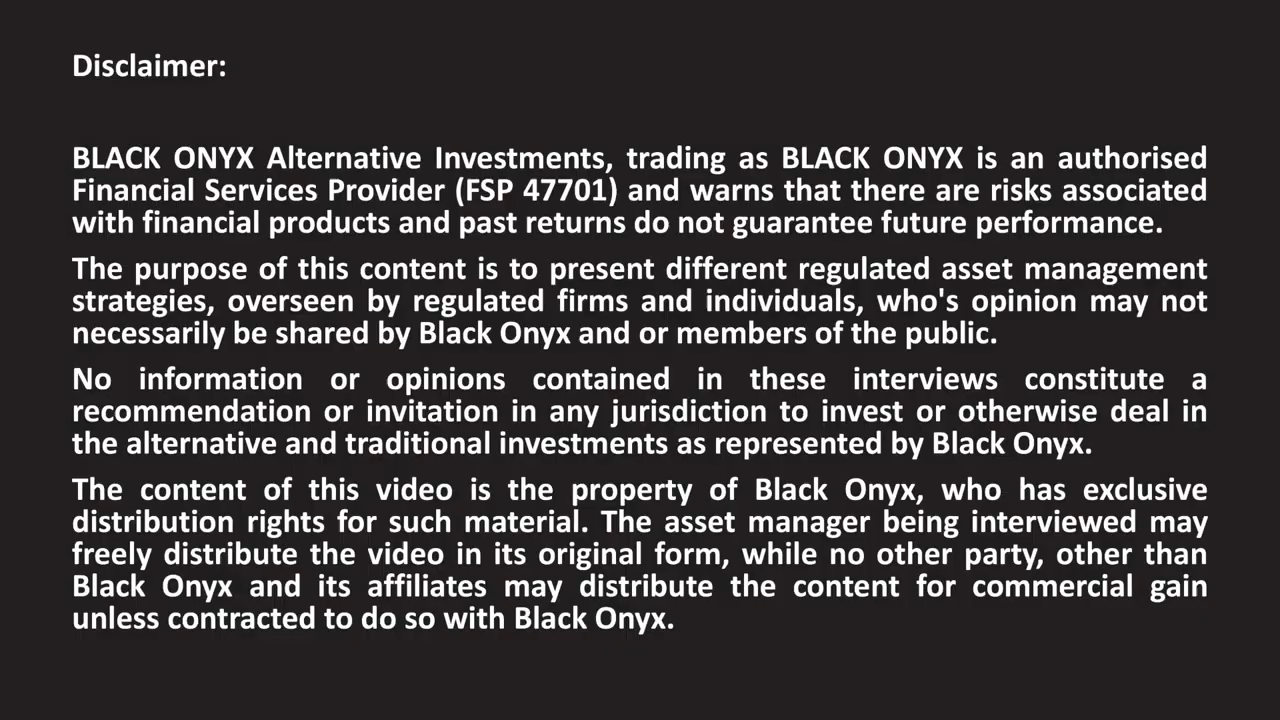 Disclaimer:
BLACK ONYX Alternative Investments, trading as BLACK ONYX is an authorised
Financial Services Provider (FSP 47701) and warns that there are risks associated
with financial products and past returns do not guarantee future performance.
The purpose of this content is to present different regulated asset management
strategies, overseen by regulated firms and individuals, who's opinion may not
necessarily be shared by Black Onyx and or members of the public.
No information or opinions contained in these interviews constitute a
recommendation or invitation in any jurisdiction to invest or otherwise deal in
the alternative and traditional investments as represented by Black Onyx.
The content of this video is the property of Black Onyx, who has exclusive
distribution rights for such material. The asset manager being interviewed may
freely distribute the video in its original form, while no other party, other than
Black Onyx and its affiliates may distribute the content for commercial gain
unless contracted to do so with Black Onyx.